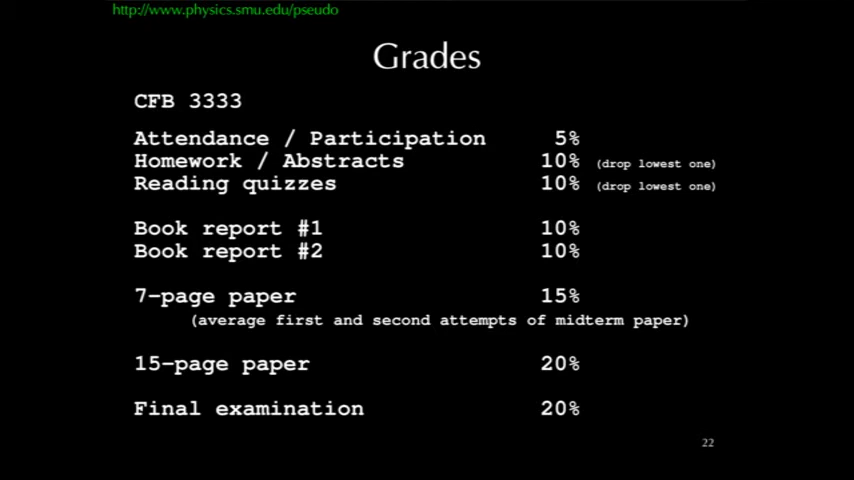 http://www.physics.smu.edu/pseudo
Grades
CFB 3333
Attendance / Participation 5%
Homework / Abstracts 10% (drop lowest one)
Reading quizzes 10% (drop lowest one)
Book report #1 10%
Book report #2 10%
7-page paper 15%
(average first and second attempts of midterm paper)
15-page paper 20%
Final examination 20%
22